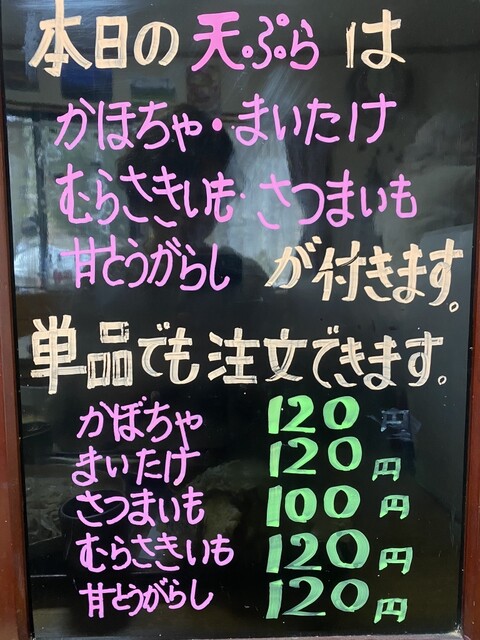 本日の天ぷらは
かぼちゃ・まいたけ
むらさきいも・さつまいも
甘とうがらし が付きます。
単品でも注文できます。
かぼちゃ 120円
まいたけ 120円
さつまいも 100円
むらさきいも 120円
甘とうがらし 120円